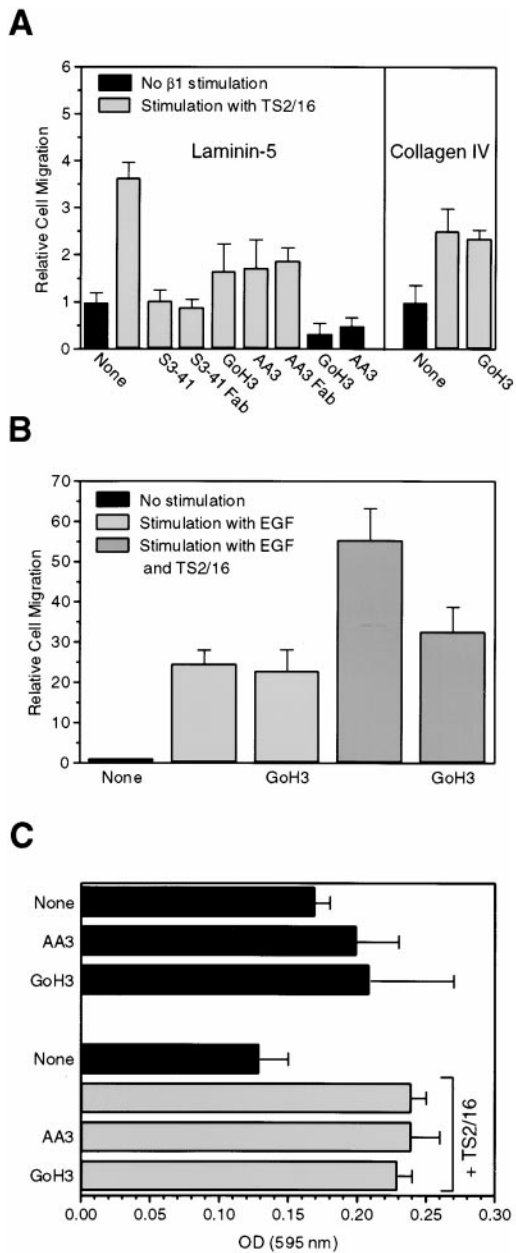 A
6
5
4
3
2
1
0
Relative Cell Migration
No β1 stimulation
Stimulation with TS2/16
Laminin-5
Collagen IV
None
S3-41
S3-41 Fab
GoH3
AA3
AA3 Fab
GoH3
AA3
None
GoH3
B
70
60
50
40
30
20
10
0
Relative Cell Migration
No stimulation
Stimulation with EGF
Stimulation with EGF
and TS2/16
None
GoH3
GoH3
C
None
AA3
GoH3
None
AA3
GoH3
+ TS2/16
0.00 0.05 0.10 0.15 0.20 0.25 0.30
OD (595 nm)